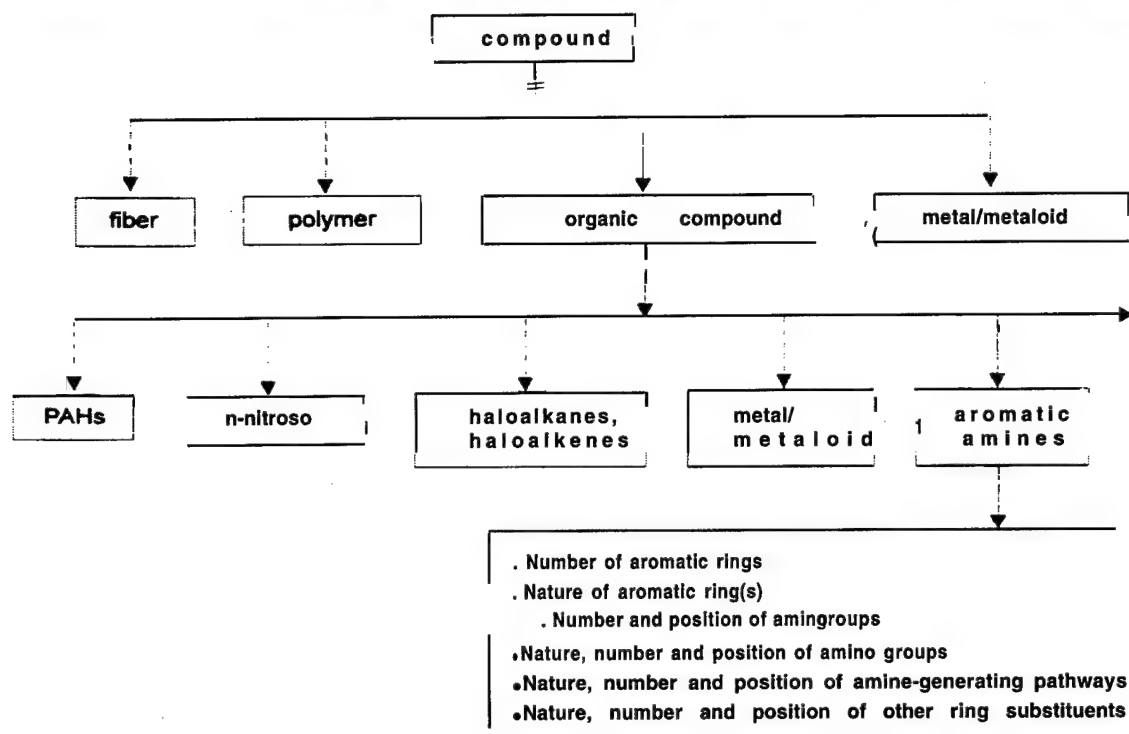 compound
fiber
polymer
organic compound
metal/metaloid
PAHs
n-nitroso
haloalkanes,
haloalkenes
metal/
metaloid
aromatic
amines
. Number of aromatic rings
. Nature of aromatic ring(s)
. Number and position of amingroups
•Nature, number and position of amino groups
•Nature, number and position of amine-generating pathways
•Nature, number and position of other ring substituents